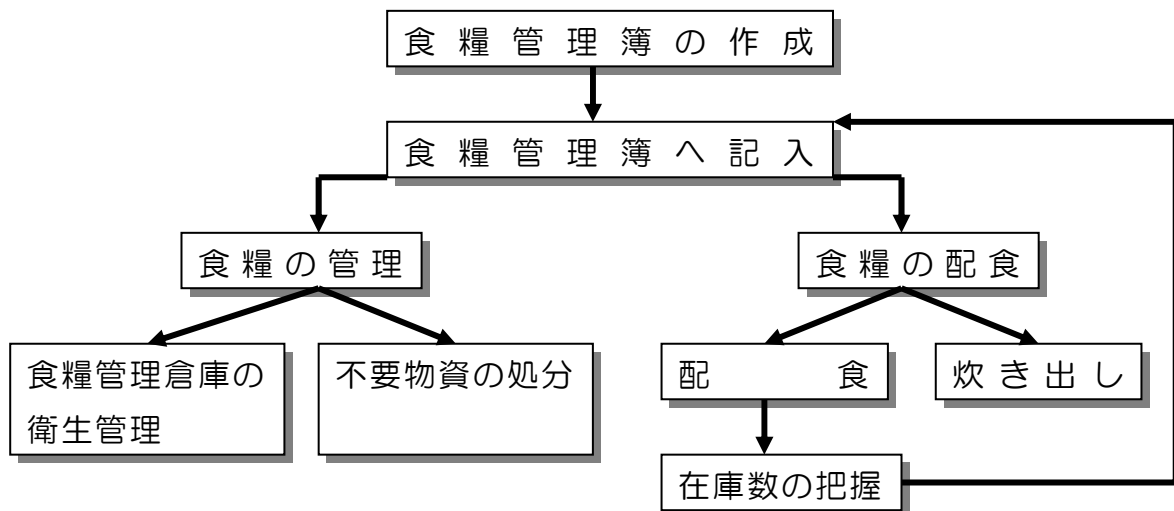 食糧管理簿の作成
食糧管理簿へ記入
食糧の管理
食糧の配食
食糧管理倉庫の
衛生管理
不要物資の処分
配食
炊き出し
在庫数の把握